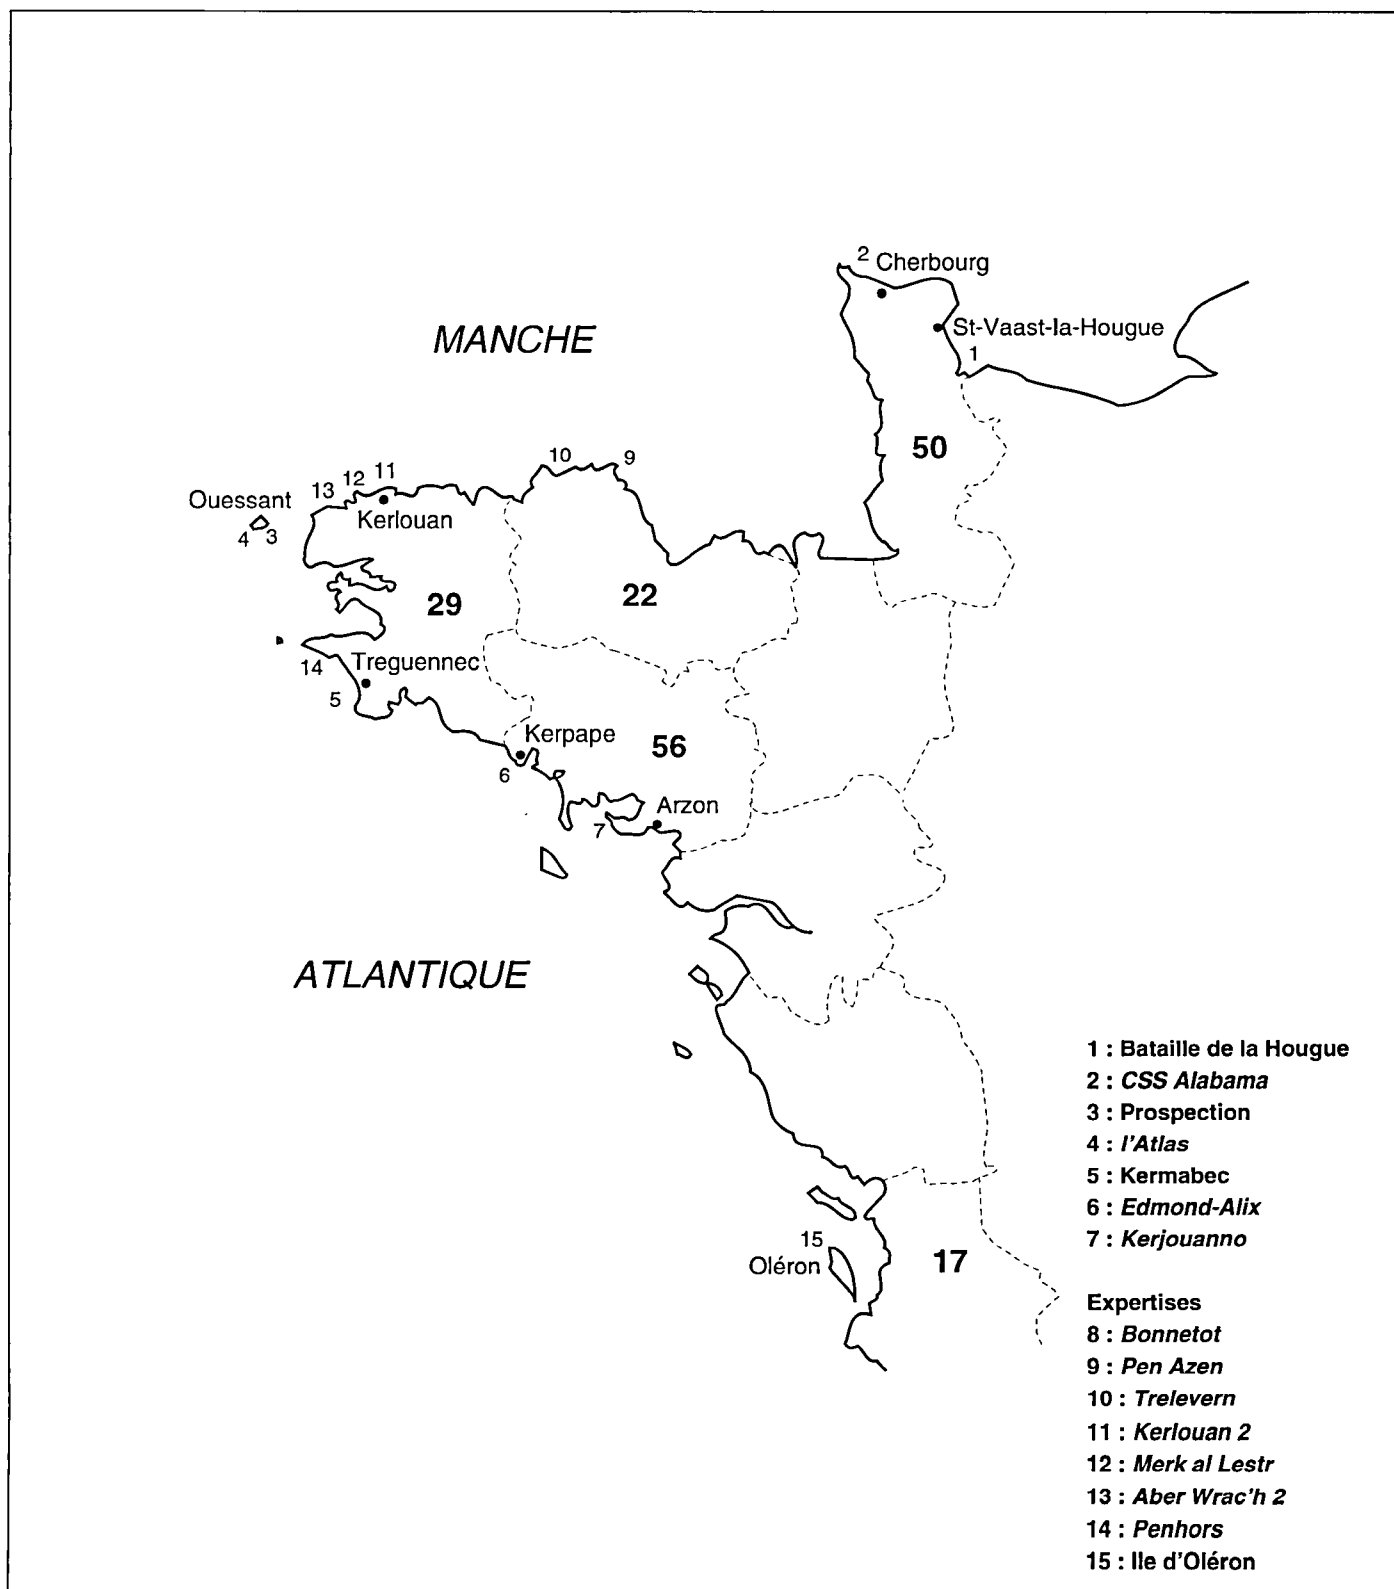 2 Cherbourg
MANCHE
St-Vaast-la-Hougue
1
50
10
9
11
12
13
Ouessant
4
3
Kerlouan
29
22
14
Treguennec
5
Kerpape
6
56
Arzon
7
ATLANTIQUE
15
Oléron
17
1 : Bataille de la Hougue
2 : CSS Alabama
3 : Prospection
4 : l'Atlas
5 : Kermabec
6 : Edmond-Alix
7 : Kerjouanno
Expertises
8 : Bonnetot
9 : Pen Azen
10 : Trelevern
11 : Kerlouan 2
12 : Merk al Lestr
13 : Aber Wrac'h 2
14 : Penhors
15 : Ile d'Oléron